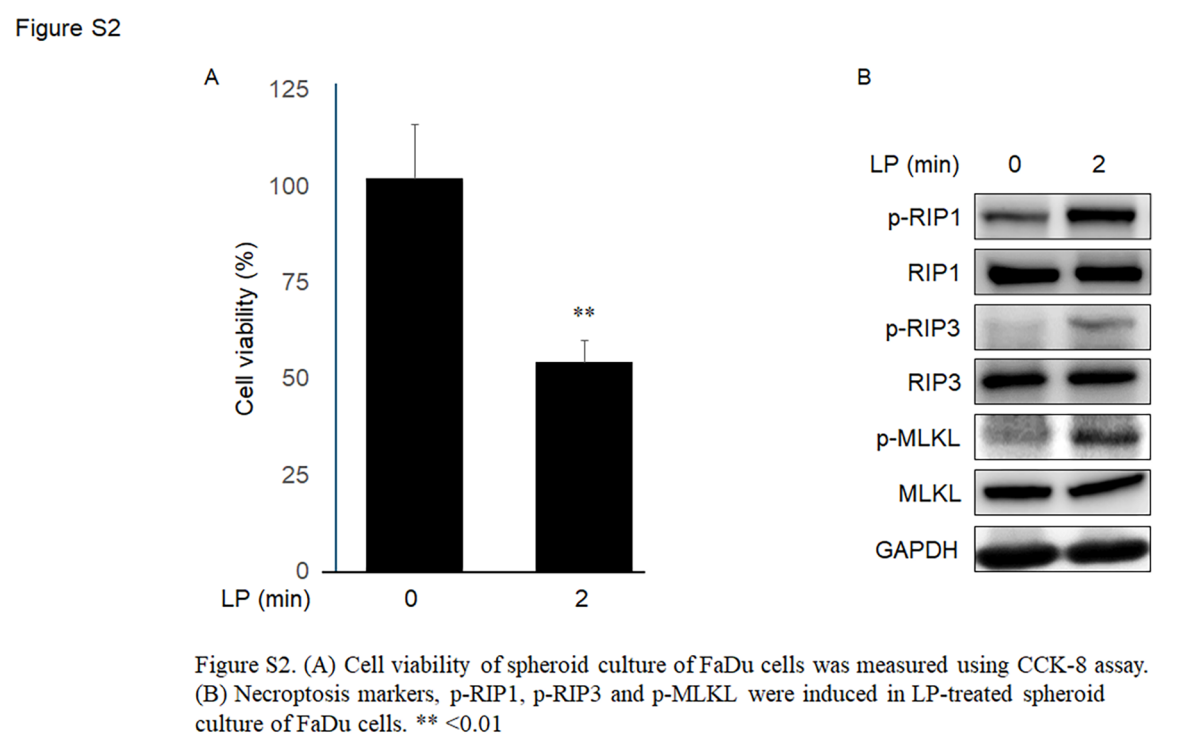 Figure S2
A
125
100
75
50
25
0
Cell viability (%)
**
LP (min) 0 2
B
LP (min) 0 2
p-RIP1
RIP1
p-RIP3
RIP3
p-MLKL
MLKL
GAPDH
Figure S2. (A) Cell viability of spheroid culture of FaDu cells was measured using CCK-8 assay.
(B) Necroptosis markers, p-RIP1, p-RIP3 and p-MLKL were induced in LP-treated spheroid
culture of FaDu cells. ** <0.01